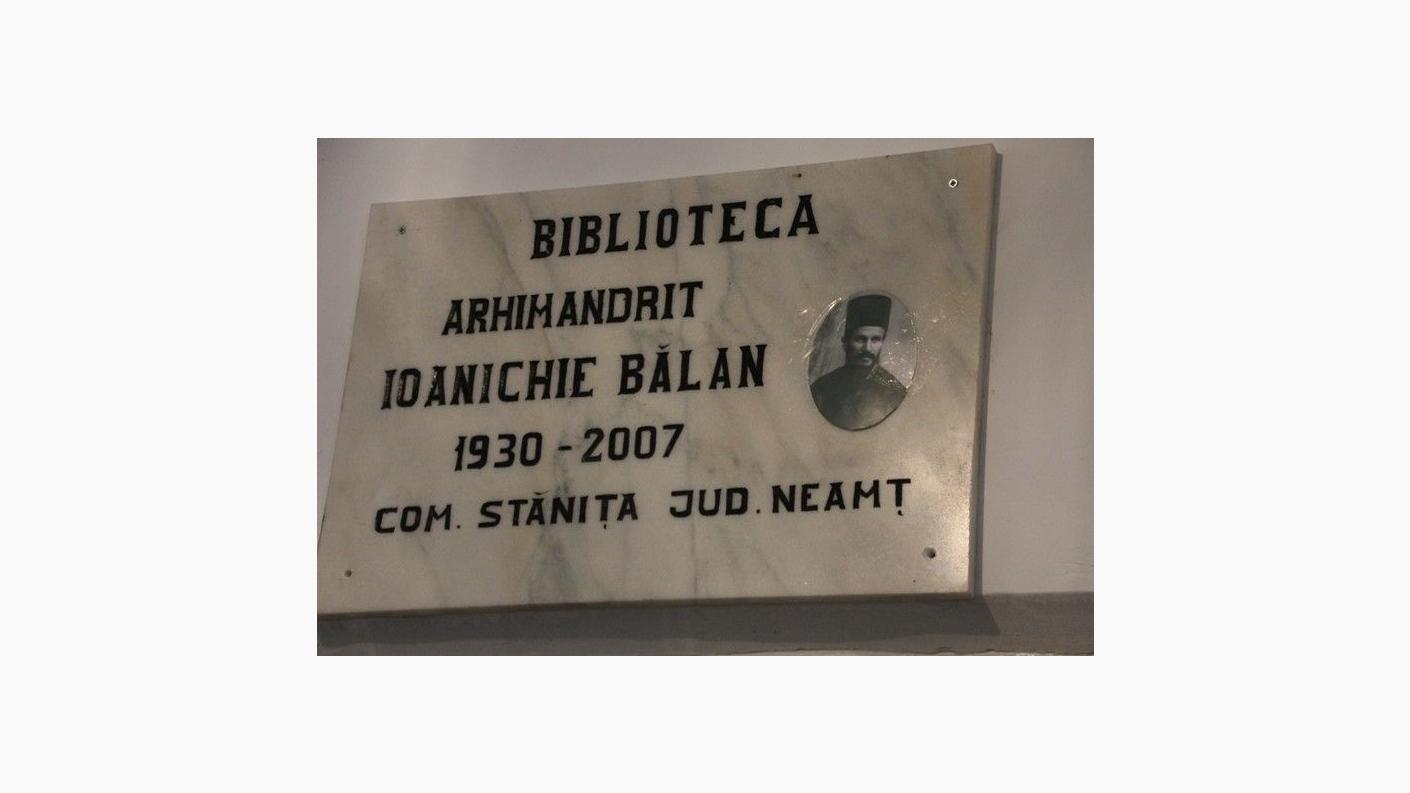 BIBLIOTECA
ARHIMANDRIT
IOANICHIE BĂLAN
1930 - 2007
COM. STĂNIȚA JUD. NEAMȚ